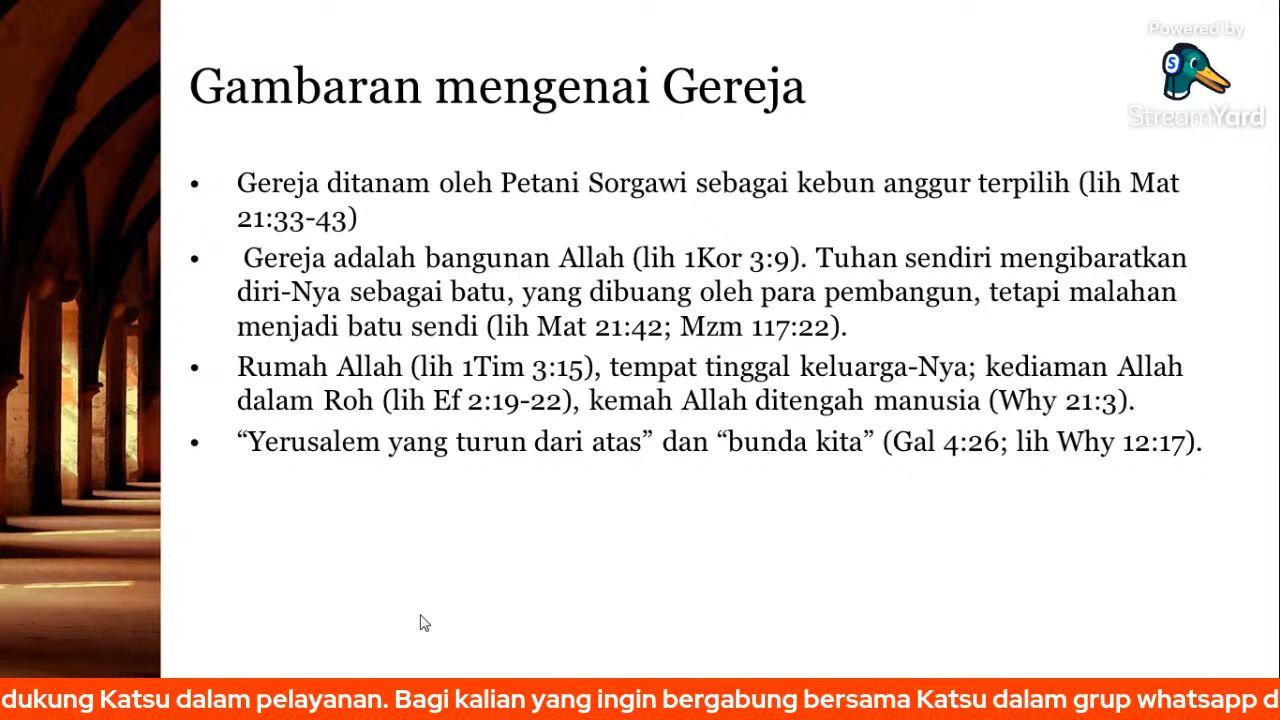 Powered by
S
StreamYard
Gambaran mengenai Gereja
• Gereja ditanam oleh Petani Sorgawi sebagai kebun anggur terpilih (lih Mat
21:33-43)
• Gereja adalah bangunan Allah (lih 1Kor 3:9). Tuhan sendiri mengibaratkan
diri-Nya sebagai batu, yang dibuang oleh para pembangun, tetapi malahan
menjadi batu sendi (lih Mat 21:42; Mzm 117:22).
• Rumah Allah (lih 1Tim 3:15), tempat tinggal keluarga-Nya; kediaman Allah
dalam Roh (lih Ef 2:19-22), kemah Allah ditengah manusia (Why 21:3).
• “Yerusalem yang turun dari atas” dan “bunda kita” (Gal 4:26; lih Why 12:17).
dukung Katsu dalam pelayanan. Bagi kalian yang ingin bergabung bersama Katsu dalam grup whatsapp d